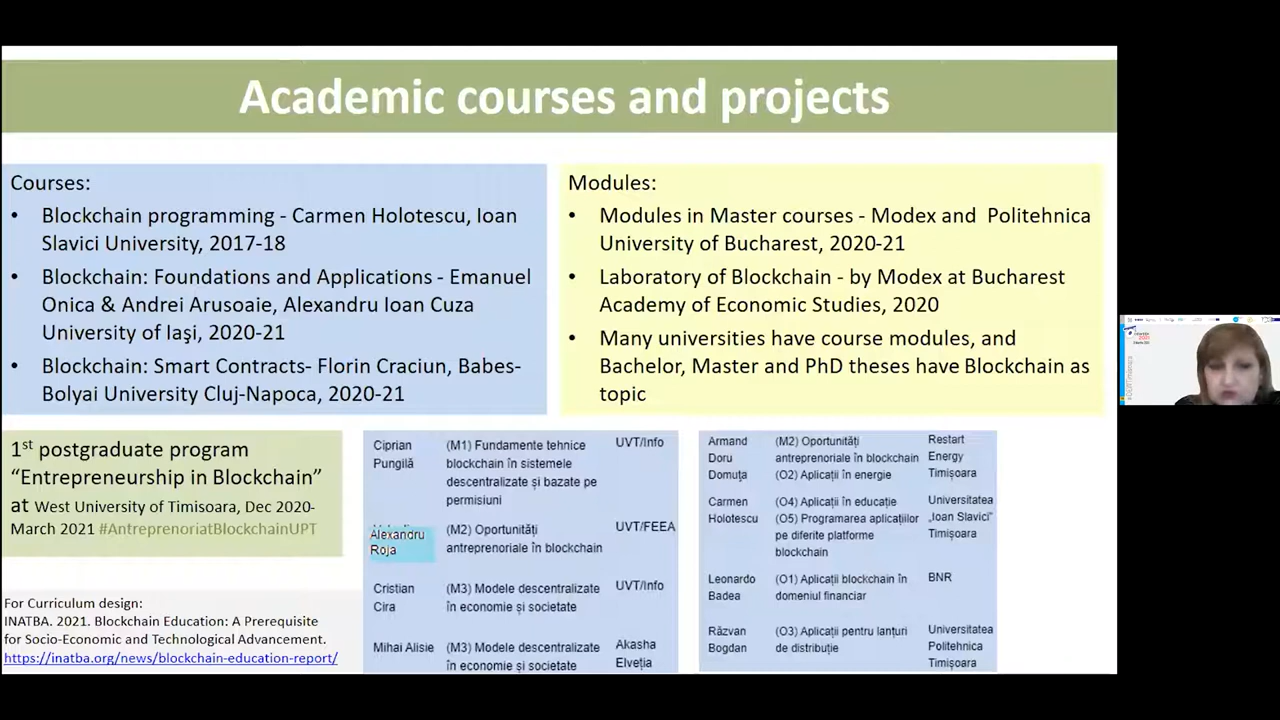 Academic courses and projects
Courses:
• Blockchain programming - Carmen Holotescu, Ioan
Slavici University, 2017-18
• Blockchain: Foundations and Applications - Emanuel
Onica & Andrei Arusoaie, Alexandru Ioan Cuza
University of Iaşi, 2020-21
• Blockchain: Smart Contracts- Florin Craciun, Babes-
Bolyai University Cluj-Napoca, 2020-21
Modules:
• Modules in Master courses - Modex and Politehnica
University of Bucharest, 2020-21
• Laboratory of Blockchain - by Modex at Bucharest
Academy of Economic Studies, 2020
• Many universities have course modules, and
Bachelor, Master and PhD theses have Blockchain as
topic
1st postgraduate program
“Entrepreneurship in Blockchain”
at West University of Timisoara, Dec 2020-
March 2021 #AntreprenoriatBlockchainUPT
For Curriculum design:
INATBA. 2021. Blockchain Education: A Prerequisite
for Socio-Economic and Technological Advancement.
https://inatba.org/news/blockchain-education-report/
Ciprian
Pungilă
(M1) Fundamente tehnice
blockchain în sistemele
descentralizate și bazate pe
permisiuni
UVT/Info
Alexandru
Roja
(M2) Oportunități
antreprenoriale în blockchain
UVT/FEEA
Cristian
Cira
(M3) Modele descentralizate
în economie și societate
UVT/Info
Mihai Alisie
(M3) Modele descentralizate
în economie și societate
Akasha
Elveția
Armand
Doru
Domuța
(M2) Oportunități
antreprenoriale în blockchain
(O2) Aplicații în energie
Restart
Energy
Timișoara
Carmen
Holotescu
(O4) Aplicații în educație
(O5) Programarea aplicațiilor
pe diferite platforme
blockchain
Universitatea
„Ioan Slavici”
Timișoara
Leonardo
Badea
(O1) Aplicații blockchain în
domeniul financiar
BNR
Răzvan
Bogdan
(O3) Aplicații pentru lanțuri
de distribuție
Universitatea
Politehnica
Timișoara